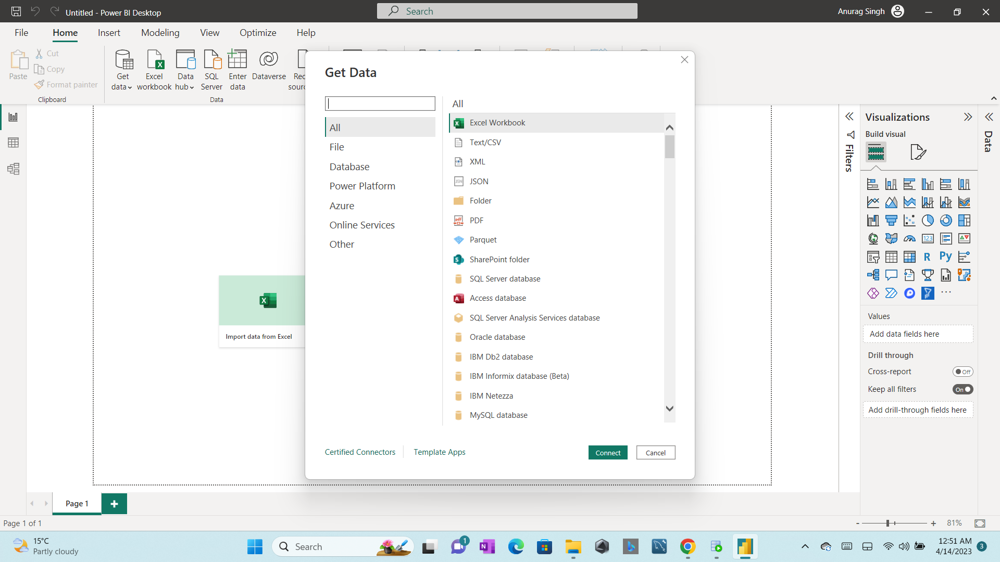 Untitled - Power BI Desktop
Search
Anurag Singh
File Home Insert Modeling View Optimize Help
Paste
Cut
Copy
Format painter
Clipboard
Get data
Excel workbook
Data hub
SQL Server
Enter data
Dataverse
Data
Get Data
All
File
Database
Power Platform
Azure
Online Services
Other
All
Excel Workbook
Text/CSV
XML
JSON
Folder
PDF
Parquet
SharePoint folder
SQL Server database
Access database
SQL Server Analysis Services database
Oracle database
IBM Db2 database
IBM Informix database (Beta)
IBM Netezza
MySQL database
Certified Connectors
Template Apps
Connect
Cancel
Import data from Excel
Filters
Visualizations
Build visual
123
R
Py
Values
Add data fields here
Drill through
Cross-report
Off
Keep all filters
On
Add drill-through fields here
Data
Page 1
Page 1 of 1
81%
15°C
Partly cloudy
Search
1
12:51 AM
4/14/2023
3